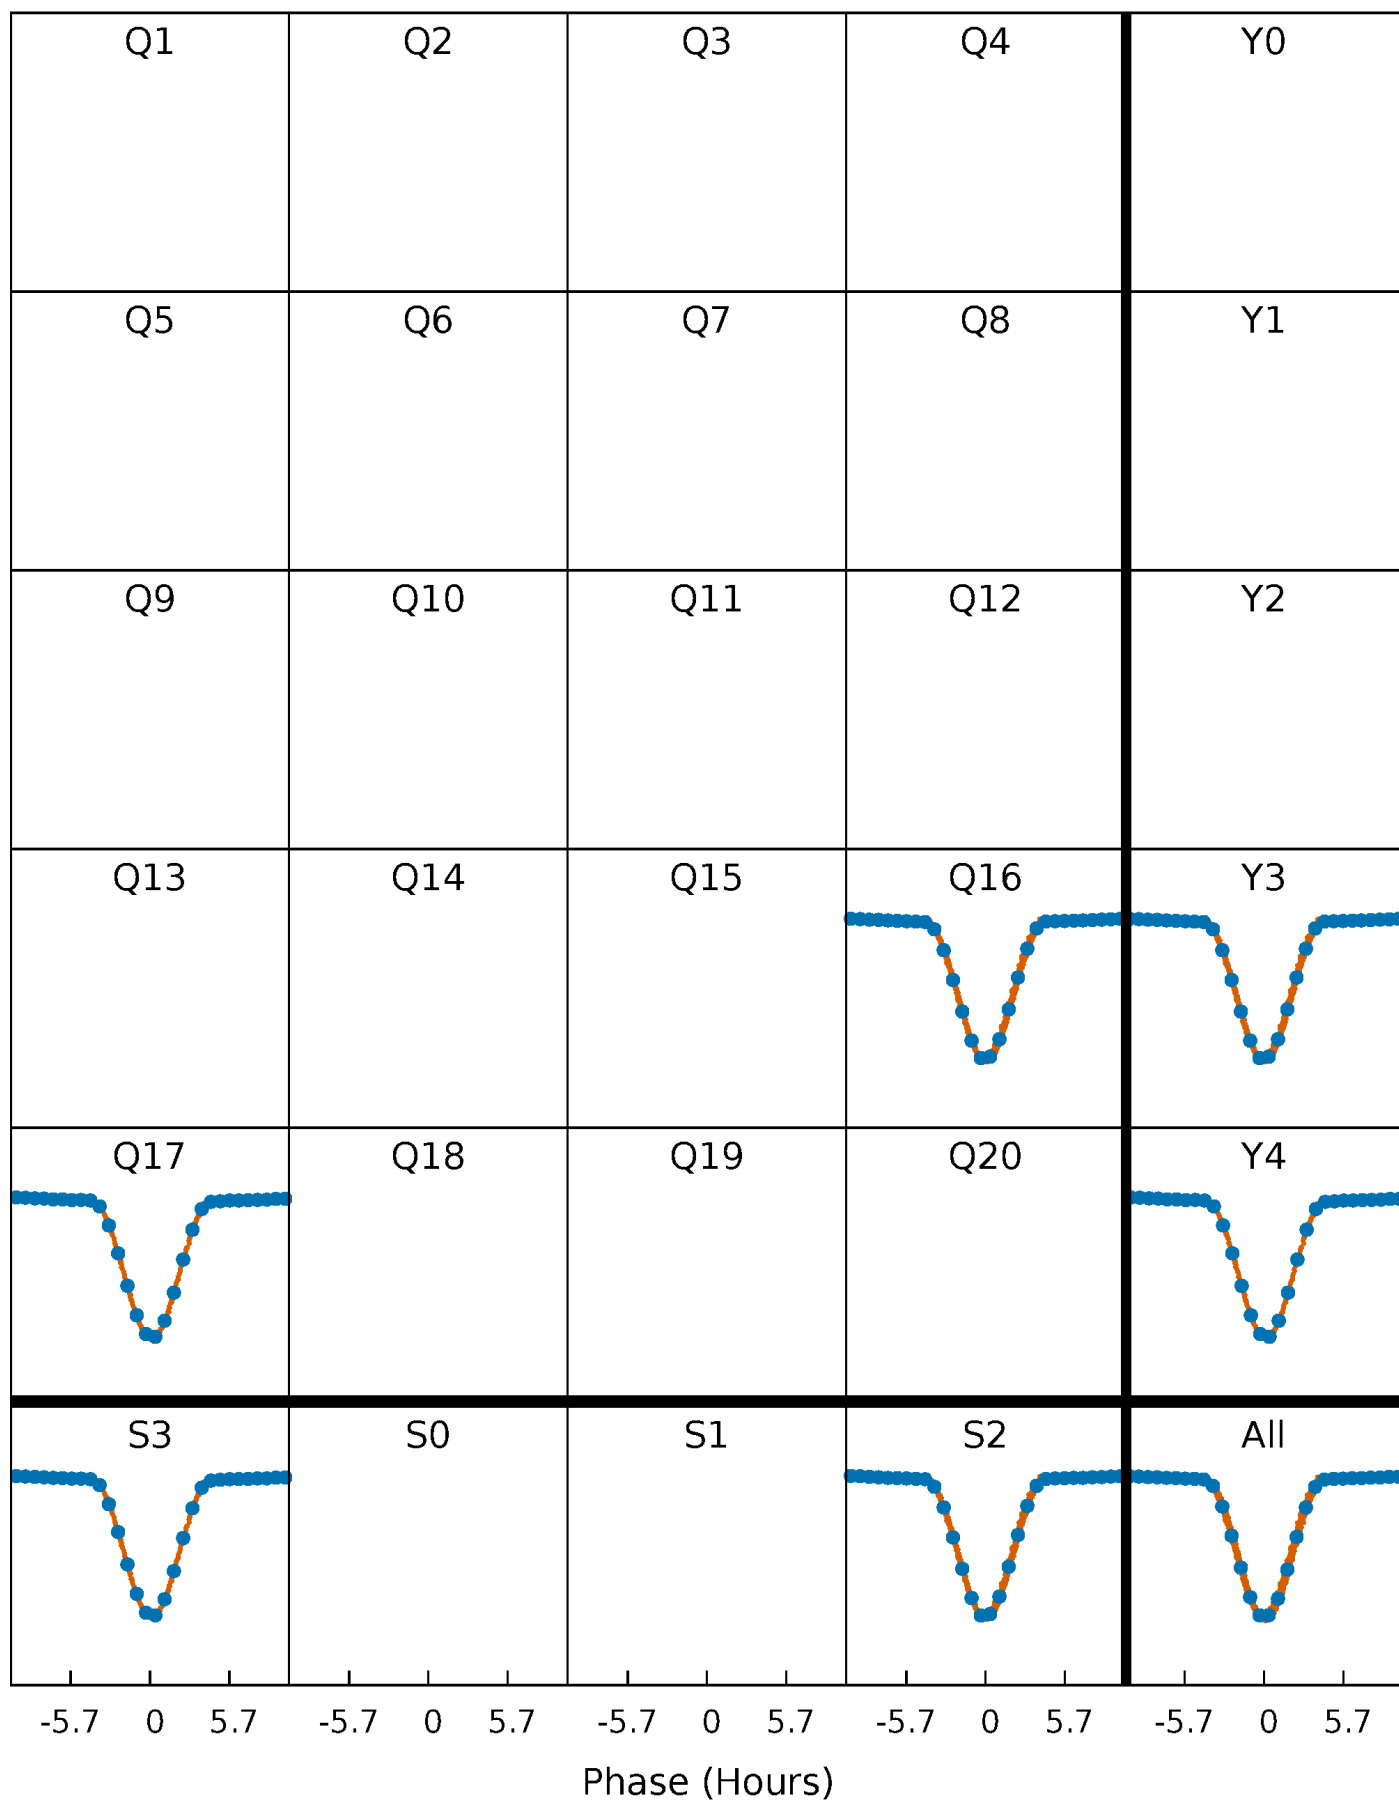 Q1 Q2 Q3 Q4 Y0
Q5 Q6 Q7 Q8 Y1
Q9 Q10 Q11 Q12 Y2
Q13 Q14 Q15 Q16 Y3
Q17 Q18 Q19 Q20 Y4
S3 S0 S1 S2 All
-5.7 0 5.7 -5.7 0 5.7 -5.7 0 5.7 -5.7 0 5.7 -5.7 0 5.7
Phase (Hours)